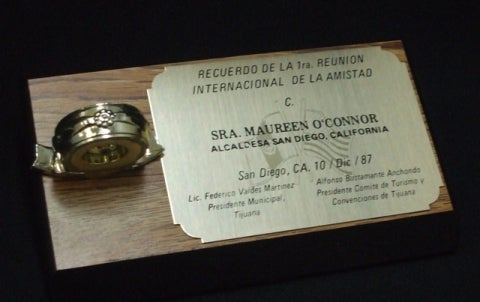 RECUERDO DE LA 1ra. REUNION
INTERNACIONAL DE LA AMISTAD
C.
SRA. MAUREEN O'CONNOR
ALCALDESA SAN DIEGO, CALIFORNIA
San Diego, CA, 10 / Dic / 87
Lic. Federico Valdes Martinez
Presidente Municipal,
Tijuana
Alfonso Bustamante Anchondo
Presidente Comite de Turismo y
Convenciones de Tijuana